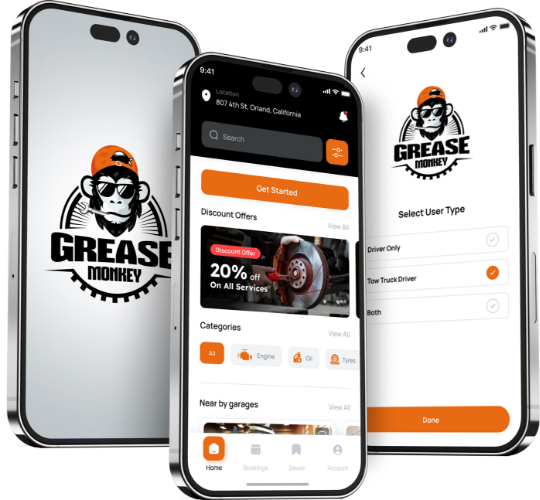 GREASE
MONKEY
9:41
Location
807 4th St, Orland, California
Search
Get Started
Discount Offers
View All
Discount Offer
20% off
On All Services
Categories
View All
All
Engine
Oil
Tyres
Near by garages
View All
Home
Bookings
Saved
Account
9:41
GREASE
MONKEY
Select User Type
Driver Only
Tow Truck Driver
Both
Done